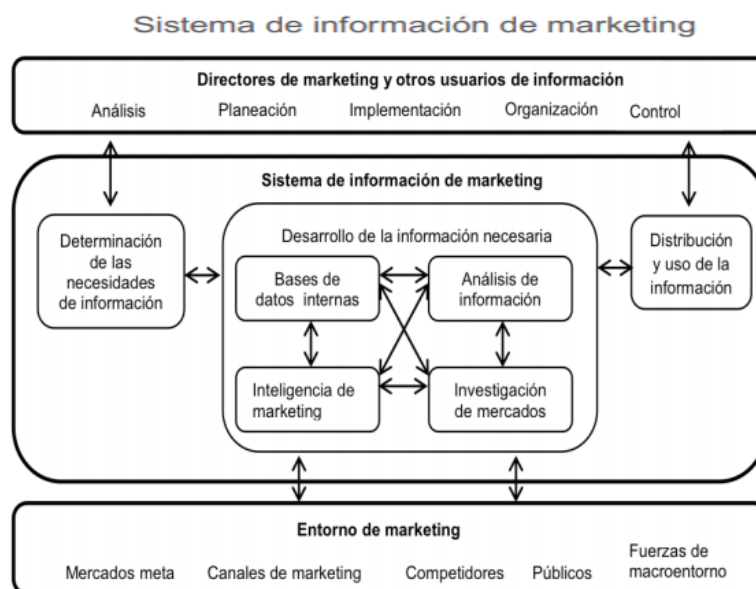 Sistema de información de marketing
Directores de marketing y otros usuarios de información
Análisis Planeación Implementación Organización Control
Sistema de información de marketing
Determinación
de las
necesidades
de información
Desarrollo de la información necesaria
Bases de
datos internas
Análisis de
información
Inteligencia de
marketing
Investigación
de mercados
Distribución
y uso de la
información
Entorno de marketing
Mercados meta Canales de marketing Competidores Públicos Fuerzas de
macroentorno